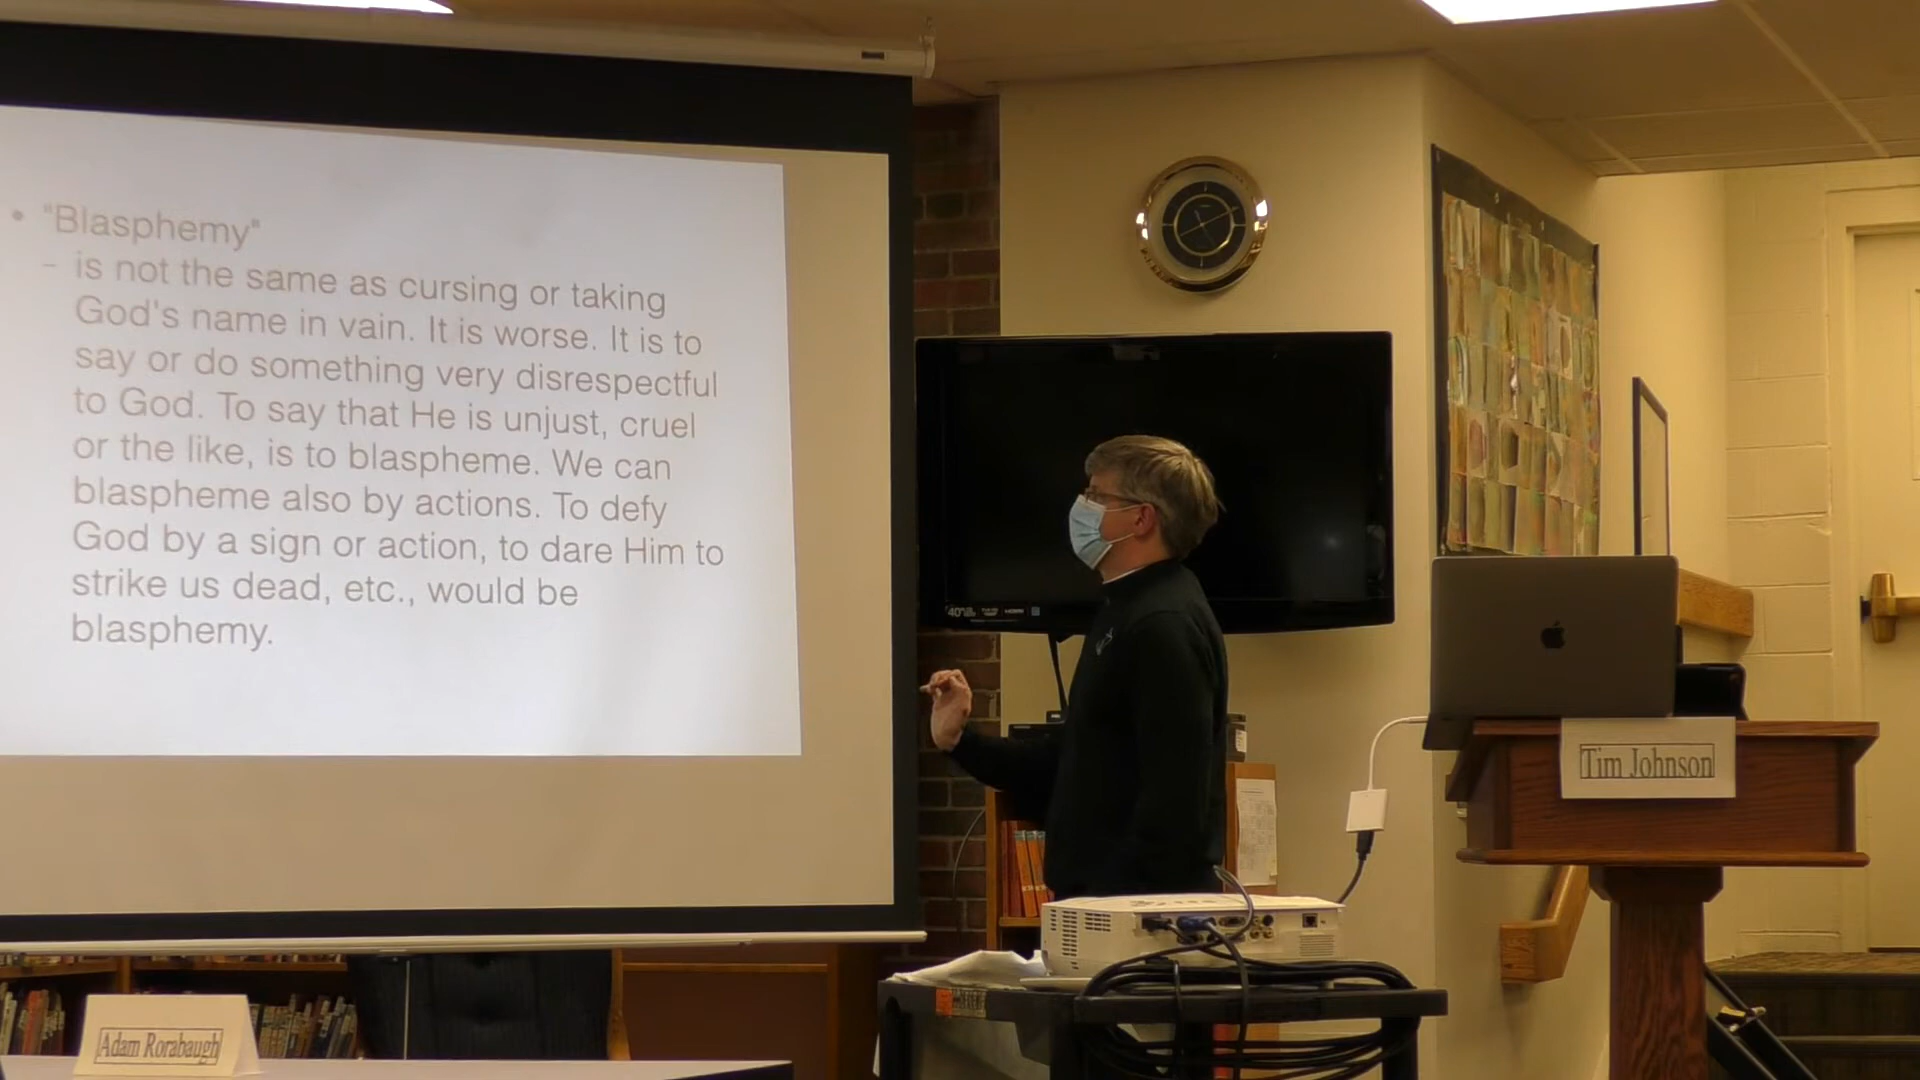 • "Blasphemy"
- is not the same as cursing or taking
God's name in vain. It is worse. It is to
say or do something very disrespectful
to God. To say that He is unjust, cruel
or the like, is to blaspheme. We can
blaspheme also by actions. To defy
God by a sign or action, to dare Him to
strike us dead, etc., would be
blasphemy.
Tim Johnson
Adam Rorabaugh